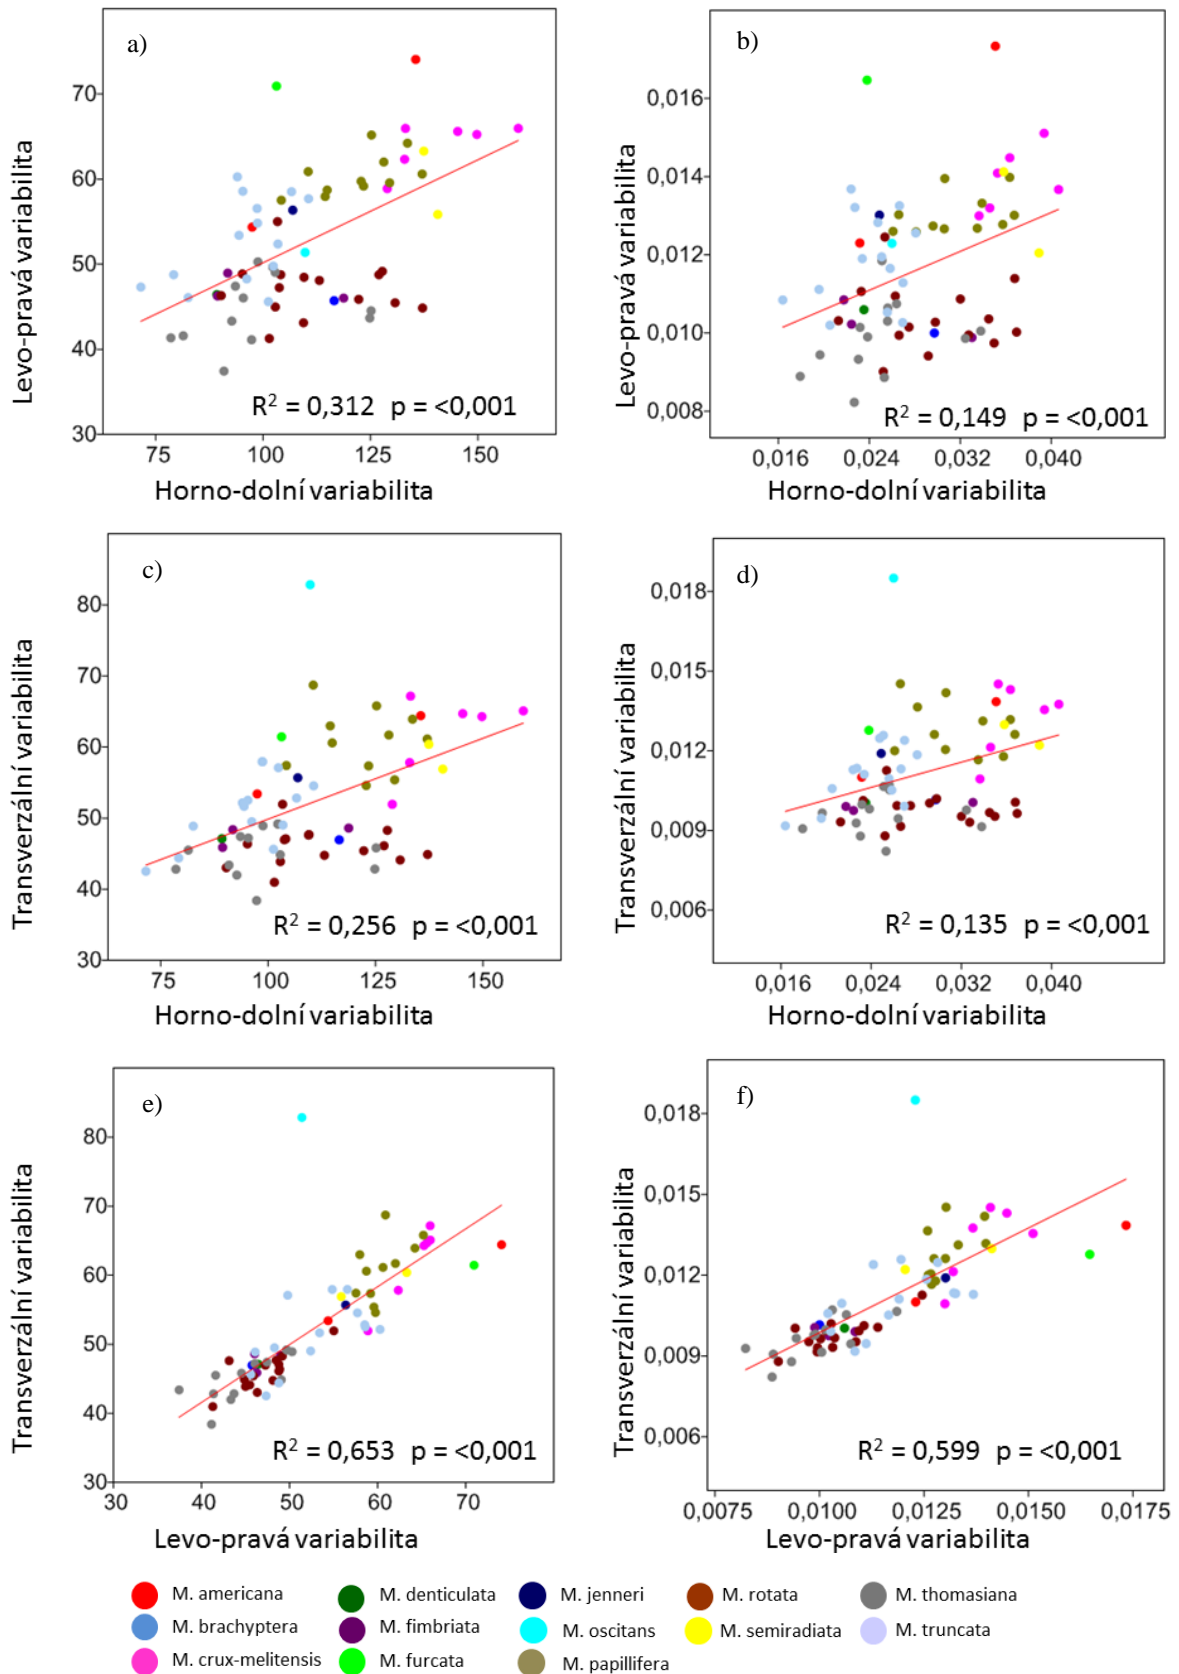 a)
Levo-pravá variabilita
70
60
50
40
30
75 100 125 150
R² = 0,312 p = <0,001
Horno-dolní variabilita
b)
Levo-pravá variabilita
0,016
0,014
0,012
0,010
0,008
0,016 0,024 0,032 0,040
R² = 0,149 p = <0,001
Horno-dolní variabilita
c)
Transverzální variabilita
80
70
60
50
40
30
R² = 0,256 p = <0,001
75 100 125 150
Horno-dolní variabilita
d)
Transverzální variabilita
0,018
0,015
0,012
0,009
0,006
R² = 0,135 p = <0,001
0,016 0,024 0,032 0,040
Horno-dolní variabilita
e)
Transverzální variabilita
80
70
60
50
40
30
R² = 0,653 p = <0,001
30 40 50 60 70
Levo-pravá variabilita
f)
Transverzální variabilita
0,018
0,015
0,012
0,009
0,006
R² = 0,599 p = <0,001
0,0075 0,0100 0,0125 0,0150 0,0175
Levo-pravá variabilita
M. americana M. denticulata M. jenneri M. rotata M. thomasiana
M. brachyptera M. fimbriata M. oscitans M. semiradiata M. truncata
M. crux-melitensis M. furcata M. papillifera